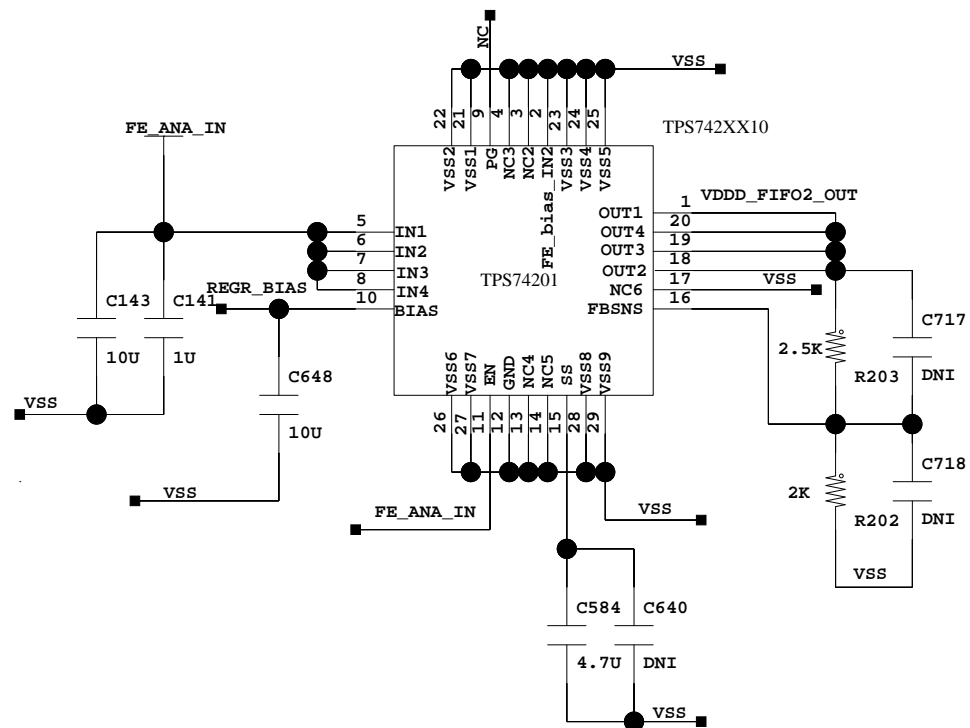 NC
VSS
22
21
9
4
3
2
23
24
25
TPS742XX10
FE_ANA_IN
VSS2
VSS1
PG
NC3
NC2
FE_bias_IN2
VSS3
VSS4
VSS5
VDDD_FIFO2_OUT
5
IN1
OUT1
1
6
IN2
OUT4
20
7
IN3
OUT3
19
8
IN4
OUT2
18
10
BIAS
NC6
17
VSS
FBSNS
16
TPS74201
REGR_BIAS
C143
C141
10U
1U
C648
10U
VSS
VSS
C717
2.5K
R203
DNI
VSS6
VSS7
EN
GND
NC4
NC5
SS
VSS8
VSS9
26
27
11
12
13
14
15
28
29
C718
2K
R202
DNI
VSS
FE_ANA_IN
VSS
C584
C640
4.7U
DNI
VSS